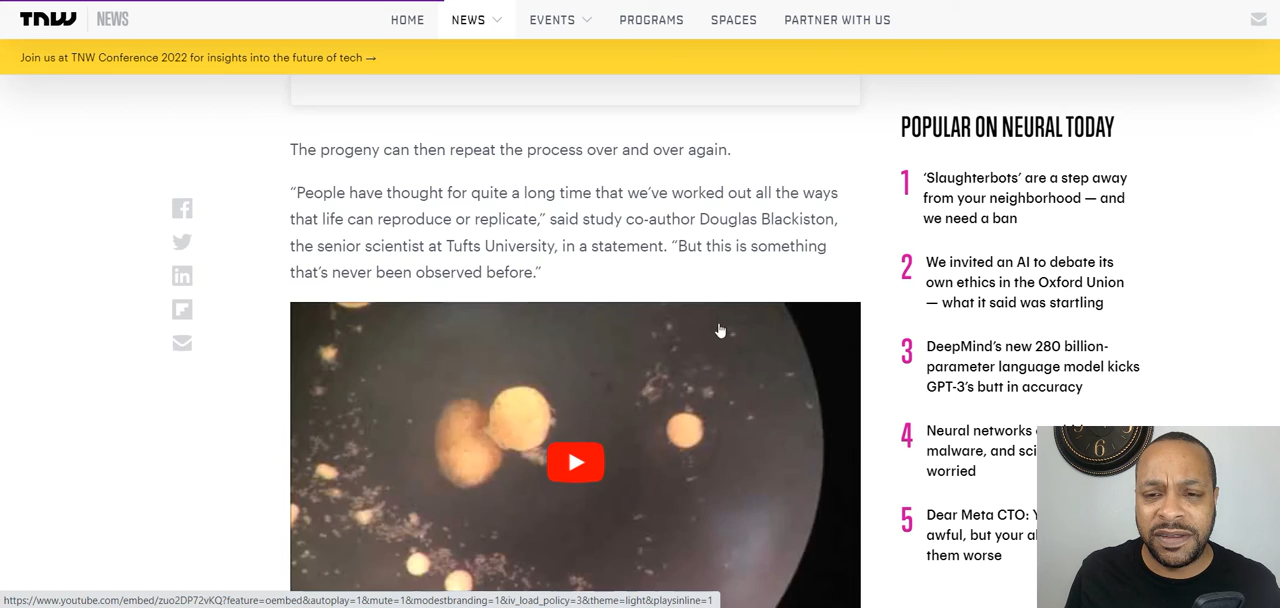 TNW NEWS HOME NEWS EVENTS PROGRAMS SPACES PARTNER WITH US
Join us at TNW Conference 2022 for insights into the future of tech →
The progeny can then repeat the process over and over again.
“People have thought for quite a long time that we’ve worked out all the ways
that life can reproduce or replicate,” said study co-author Douglas Blackiston,
the senior scientist at Tufts University, in a statement. “But this is something
that’s never been observed before.”
POPULAR ON NEURAL TODAY
1 ‘Slaughterbots’ are a step away
from your neighborhood — and
we need a ban
2 We invited an AI to debate its
own ethics in the Oxford Union
— what it said was startling
3 DeepMind’s new 280 billion-
parameter language model kicks
GPT-3’s butt in accuracy
4 Neural networks
malware, and sci
worried
5 Dear Meta CTO: Y
awful, but your a
them worse
6
https://www.youtube.com/embed/zuo2DP72vKQ?feature=oembed&autoplay=1&mute=1&modestbranding=1&iv_load_policy=3&theme=light&playsinline=1